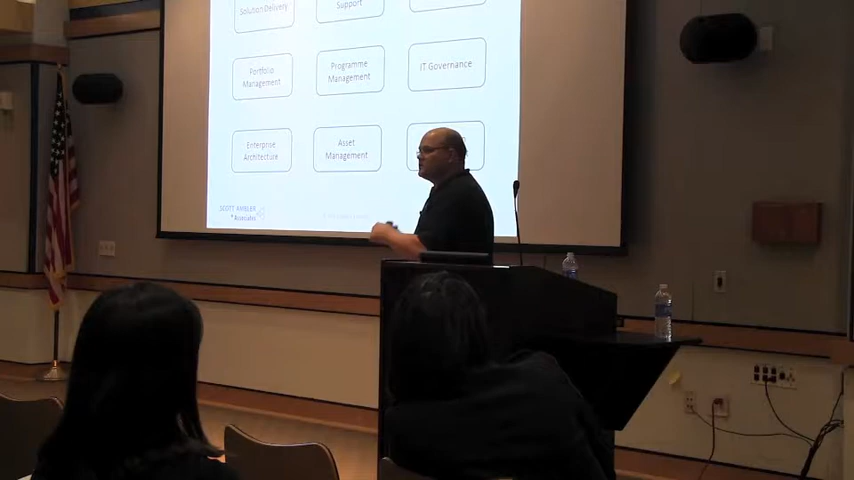 Solution Delivery
Support
Portfolio
Management
Programme
Management
IT Governance
Enterprise
Architecture
Asset
Management
SCOTT AMBLER
+ Associates